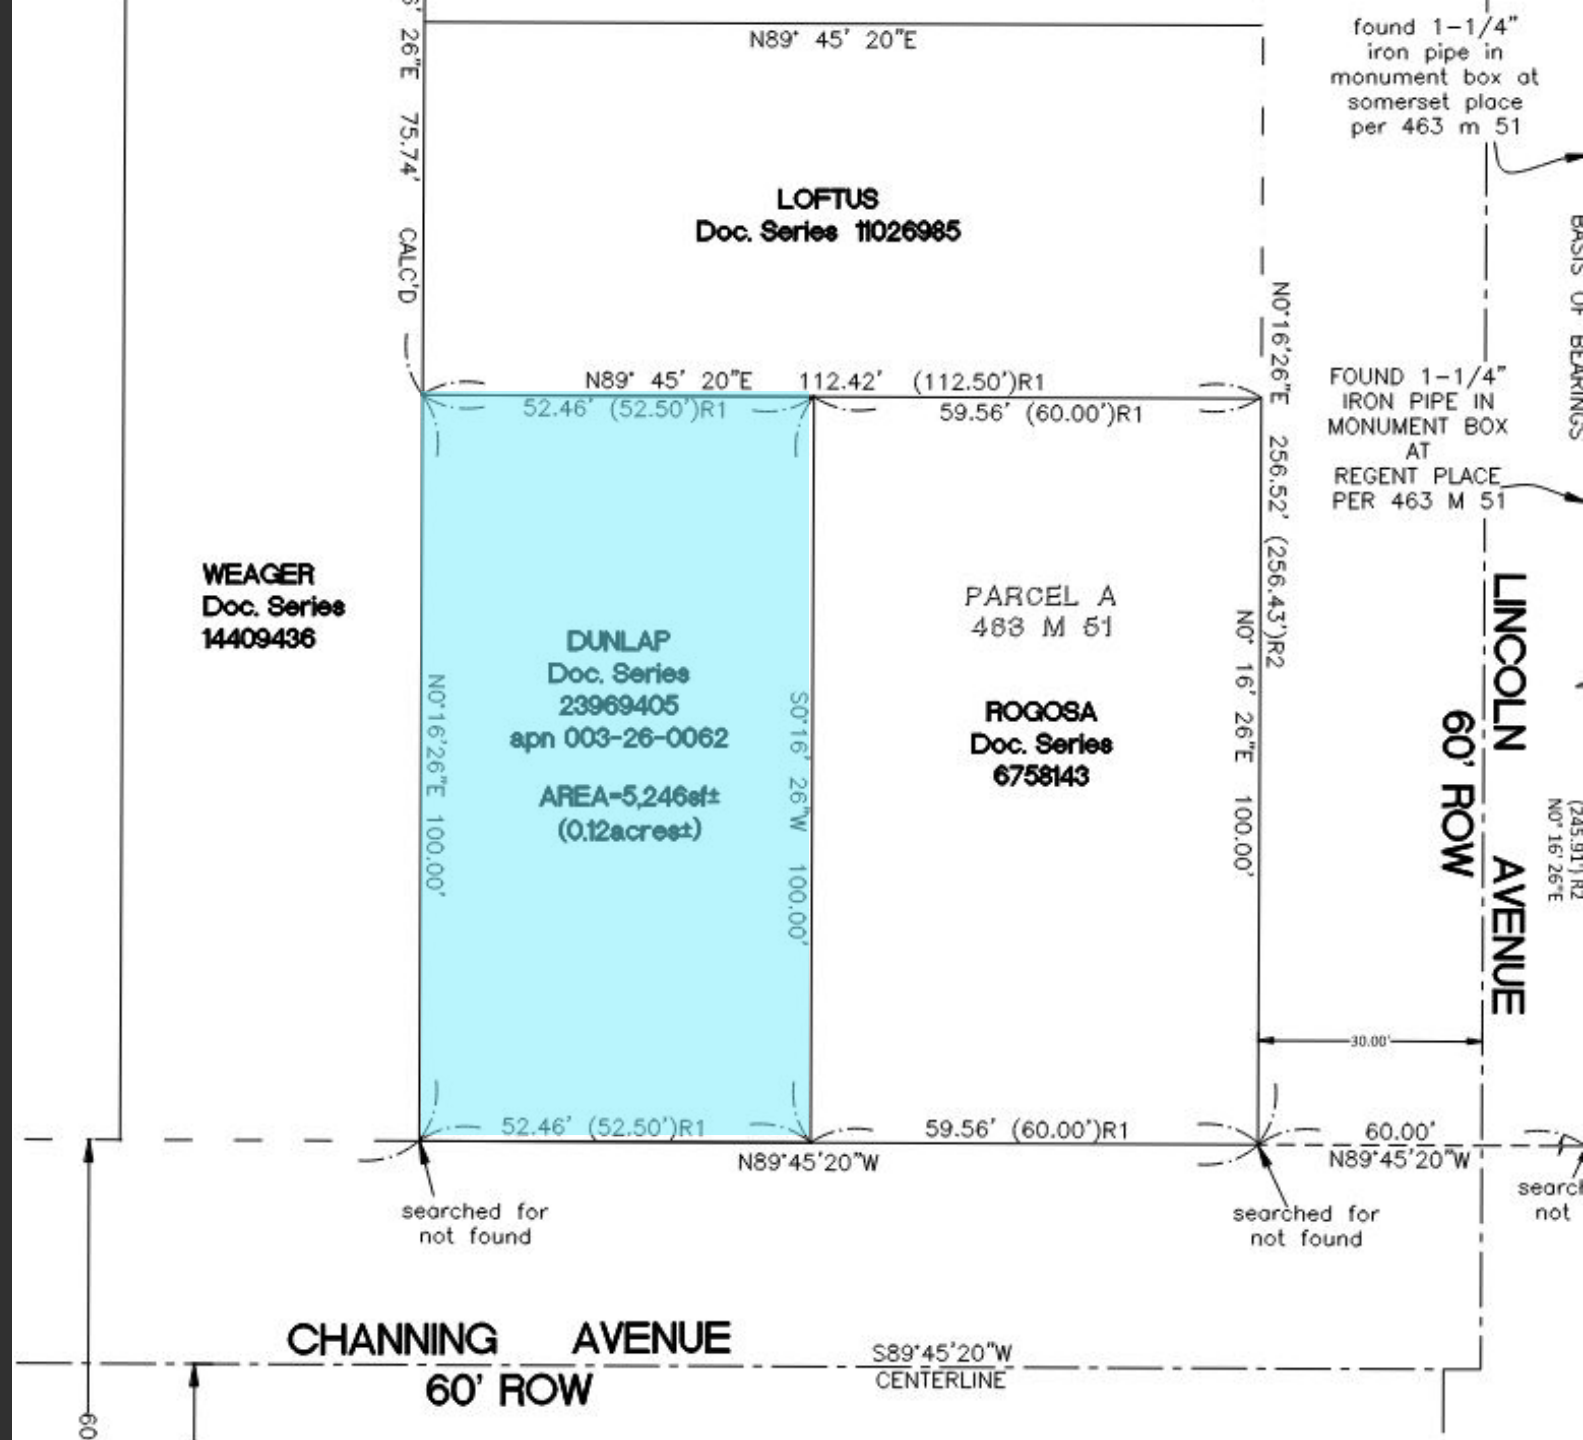 N89° 45' 20"E
found 1-1/4"
iron pipe in
monument box at
somerset place
per 463 m 51
26"E 75.74' CALC'D
LOFTUS
Doc. Series 11026985
BASIS OF BEARINGS
N89° 45' 20"E 112.42' (112.50')R1
52.46' (52.50')R1
59.56' (60.00')R1
N0°16'26"E 256.52' (256.43')R2
FOUND 1-1/4"
IRON PIPE IN
MONUMENT BOX
AT
REGENT PLACE
PER 463 M 51
WEAGER
Doc. Series
14409436
DUNLAP
Doc. Series
23969405
apn 003-26-0062
AREA=5,246sf±
(0.12acres±)
N0°16'26"E 100.00'
S0°16' 26"W 100.00'
PARCEL A
463 M 51
ROGOSA
Doc. Series
6758143
N0° 16' 26"E 100.00'
LINCOLN AVENUE
60' ROW
(245.91') R2
N0° 16' 26"E
30.00'
52.46' (52.50')R1
59.56' (60.00')R1
60.00'
N89°45'20"W
N89°45'20"W
searched for
not found
searched for
not found
not
CHANNING AVENUE
60' ROW
S89°45'20"W
CENTERLINE
60